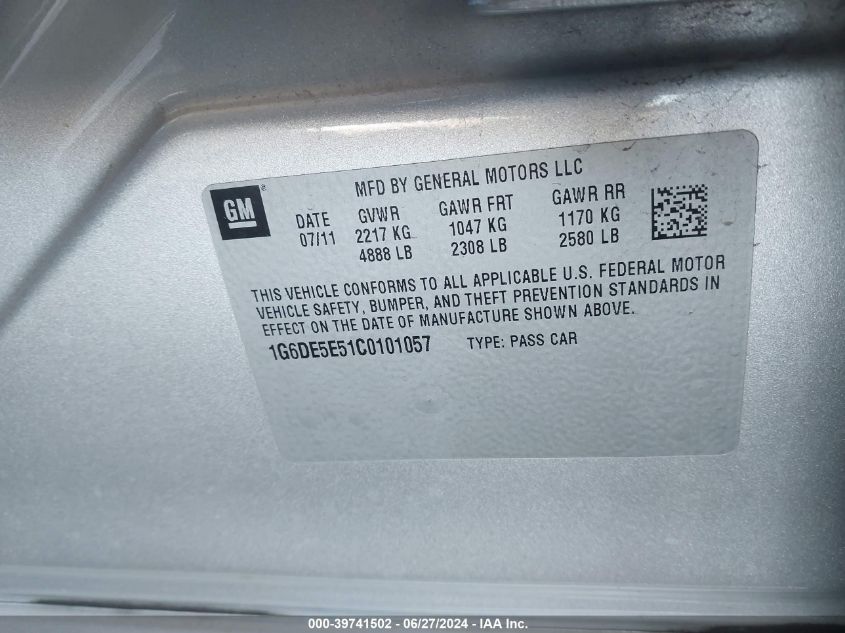 GM
MFD BY GENERAL MOTORS LLC
DATE GVWR GAWR FRT GAWR RR
07/11 2217 KG 1047 KG 1170 KG
4888 LB 2308 LB 2580 LB
THIS VEHICLE CONFORMS TO ALL APPLICABLE U.S. FEDERAL MOTOR
VEHICLE SAFETY, BUMPER, AND THEFT PREVENTION STANDARDS IN
EFFECT ON THE DATE OF MANUFACTURE SHOWN ABOVE.
1G6DE5E51C0101057 TYPE: PASS CAR
000-39741502 - 06/27/2024 - IAA Inc.